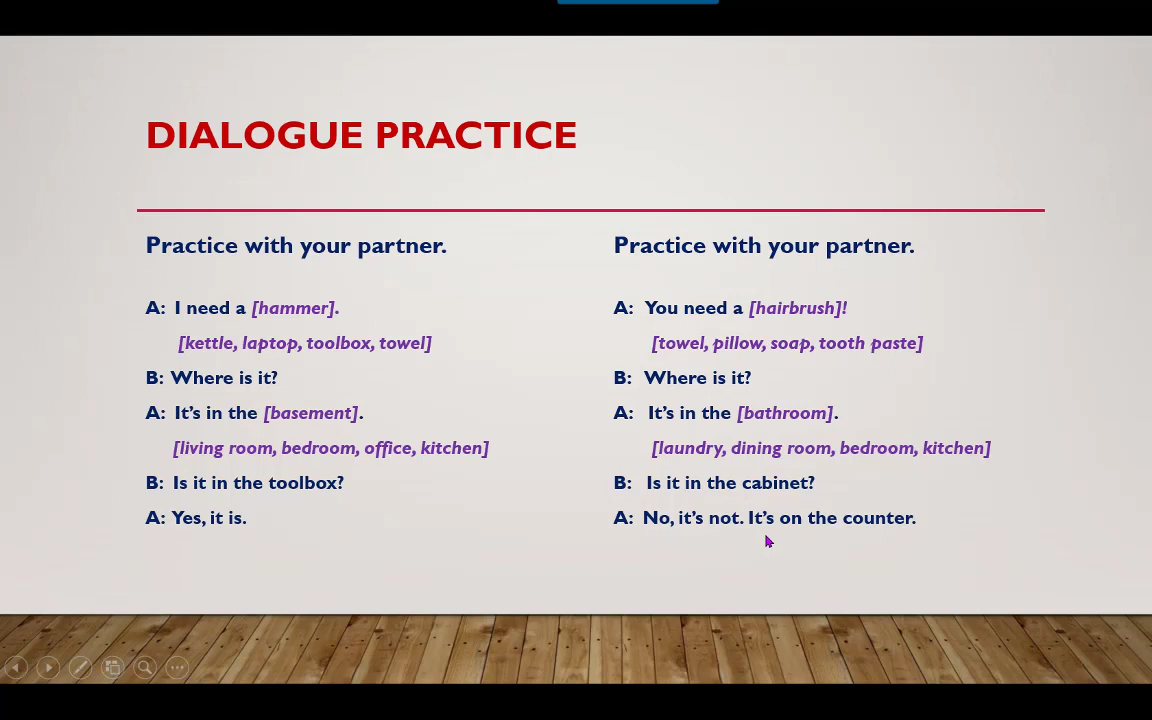 DIALOGUE PRACTICE
Practice with your partner.
A: I need a [hammer].
[kettle, laptop, toolbox, towel]
B: Where is it?
A: It's in the [basement].
[living room, bedroom, office, kitchen]
B: Is it in the toolbox?
A: Yes, it is.
Practice with your partner.
A: You need a [hairbrush]!
[towel, pillow, soap, tooth paste]
B: Where is it?
A: It's in the [bathroom].
[laundry, dining room, bedroom, kitchen]
B: Is it in the cabinet?
A: No, it's not. It's on the counter.